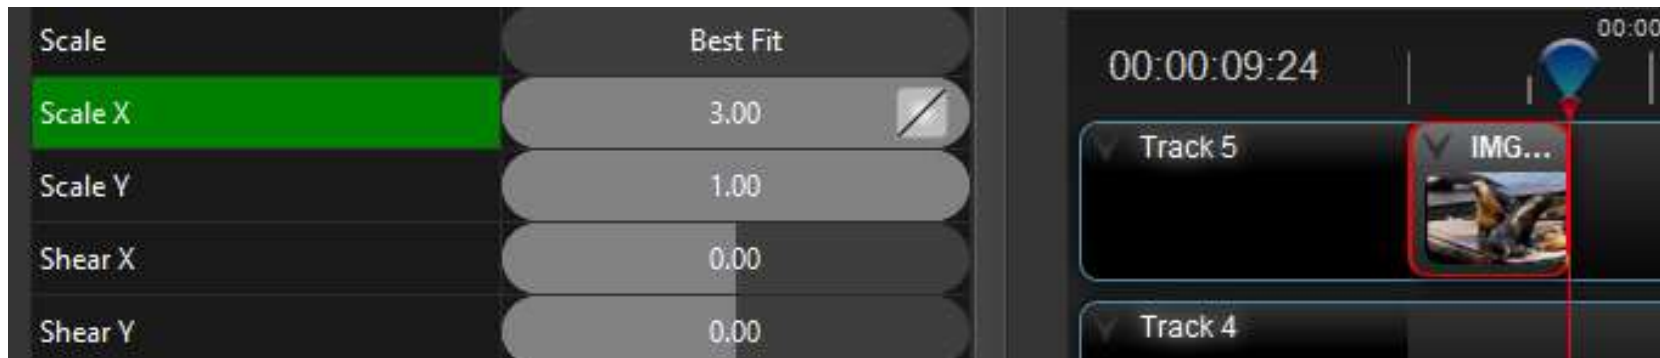 Scale Best Fit
Scale X 3.00
Scale Y 1.00
Shear X 0.00
Shear Y 0.00
00:00
00:00:09:24
Track 5 IMG...
Track 4